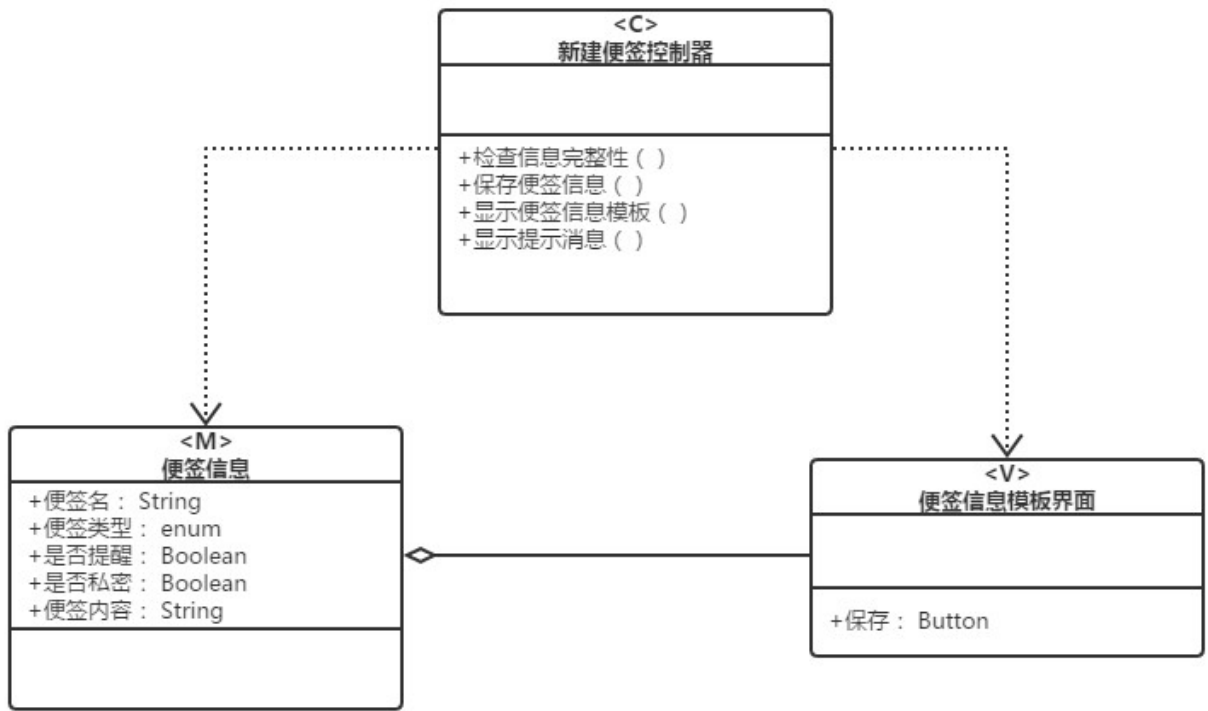 <C>
新建便签控制器
+检查信息完整性（ ）
+保存便签信息（ ）
+显示便签信息模板（ ）
+显示提示消息（ ）
<M>
便签信息
+便签名： String
+便签类型： enum
+是否提醒： Boolean
+是否私密： Boolean
+便签内容： String
<V>
便签信息模板界面
+保存： Button